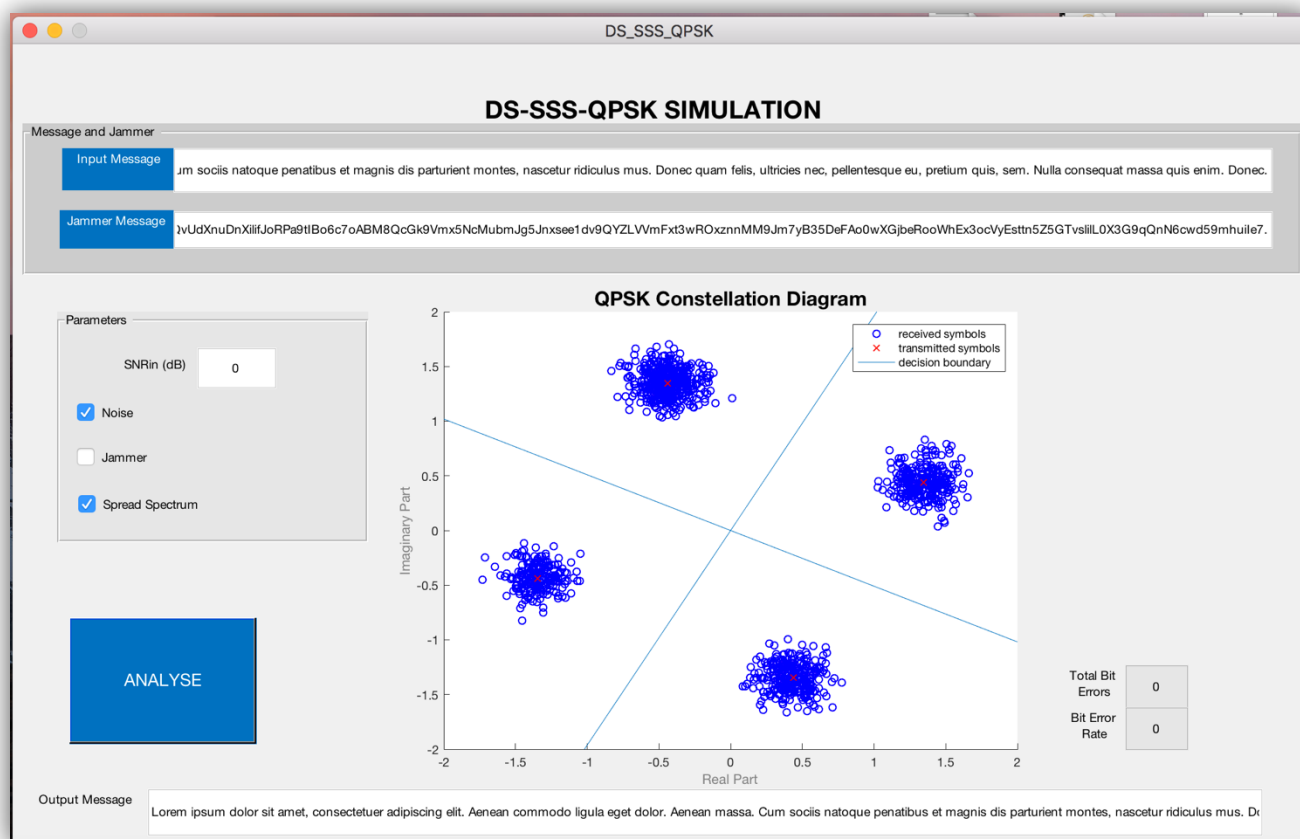 DS_SSS_QPSK
DS-SSS-QPSK SIMULATION
Message and Jammer
Input Message
um sociis natoque penatibus et magnis dis parturient montes, nascetur ridiculus mus. Donec quam felis, ultricies nec, pellentesque eu, pretium quis, sem. Nulla consequat massa quis enim. Donec.
Jammer Message
QPSK Constellation Diagram
Parameters
SNRin (dB)
0
Noise
Jammer
Spread Spectrum
ANALYSE
received symbols
transmitted symbols
decision boundary
2
1.5
1
0.5
0
-0.5
-1
-1.5
-2
Imaginary Part
-2 -1.5 -1 -0.5 0 0.5 1 1.5 2
Real Part
Total Bit
Errors
0
Bit Error
Rate
0
Output Message
Lorem ipsum dolor sit amet, consectetuer adipiscing elit. Aenean commodo ligula eget dolor. Aenean massa. Cum sociis natoque penatibus et magnis dis parturient montes, nascetur ridiculus mus. Do